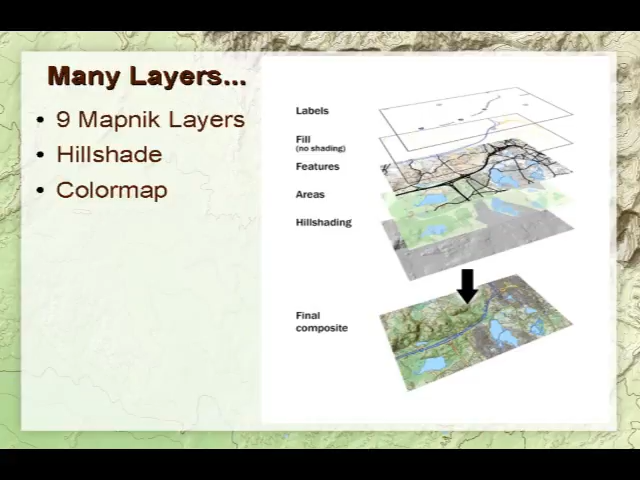 Many Layers...
• 9 Mapnik Layers
• Hillshade
• Colormap
Labels
Fill
(no shading)
Features
Areas
Hillshading
Final
composite